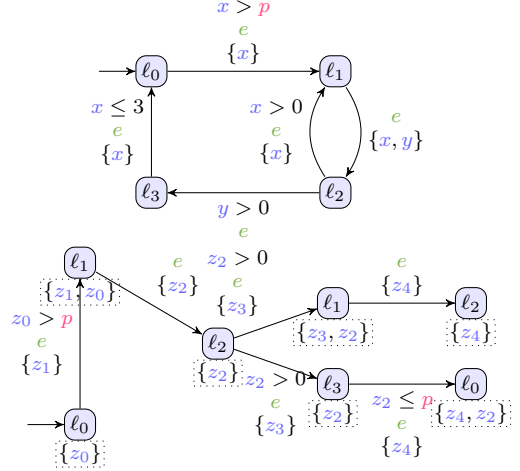 x > p
e
{x}
ℓ0
ℓ1
x ≤ 3
e
{x}
x > 0
e
{x}
e
{x, y}
ℓ3
ℓ2
y > 0
e
ℓ1
{z1, z0}
e
{z2}
z2 > 0
e
{z3}
z0 > p
e
{z1}
ℓ2
{z2}
ℓ1
{z3, z2}
e
{z4}
ℓ2
{z4}
z2 > 0
e
{z3}
ℓ3
{z2}
z2 ≤ p
e
{z4}
ℓ0
{z4, z2}
ℓ0
{z0}